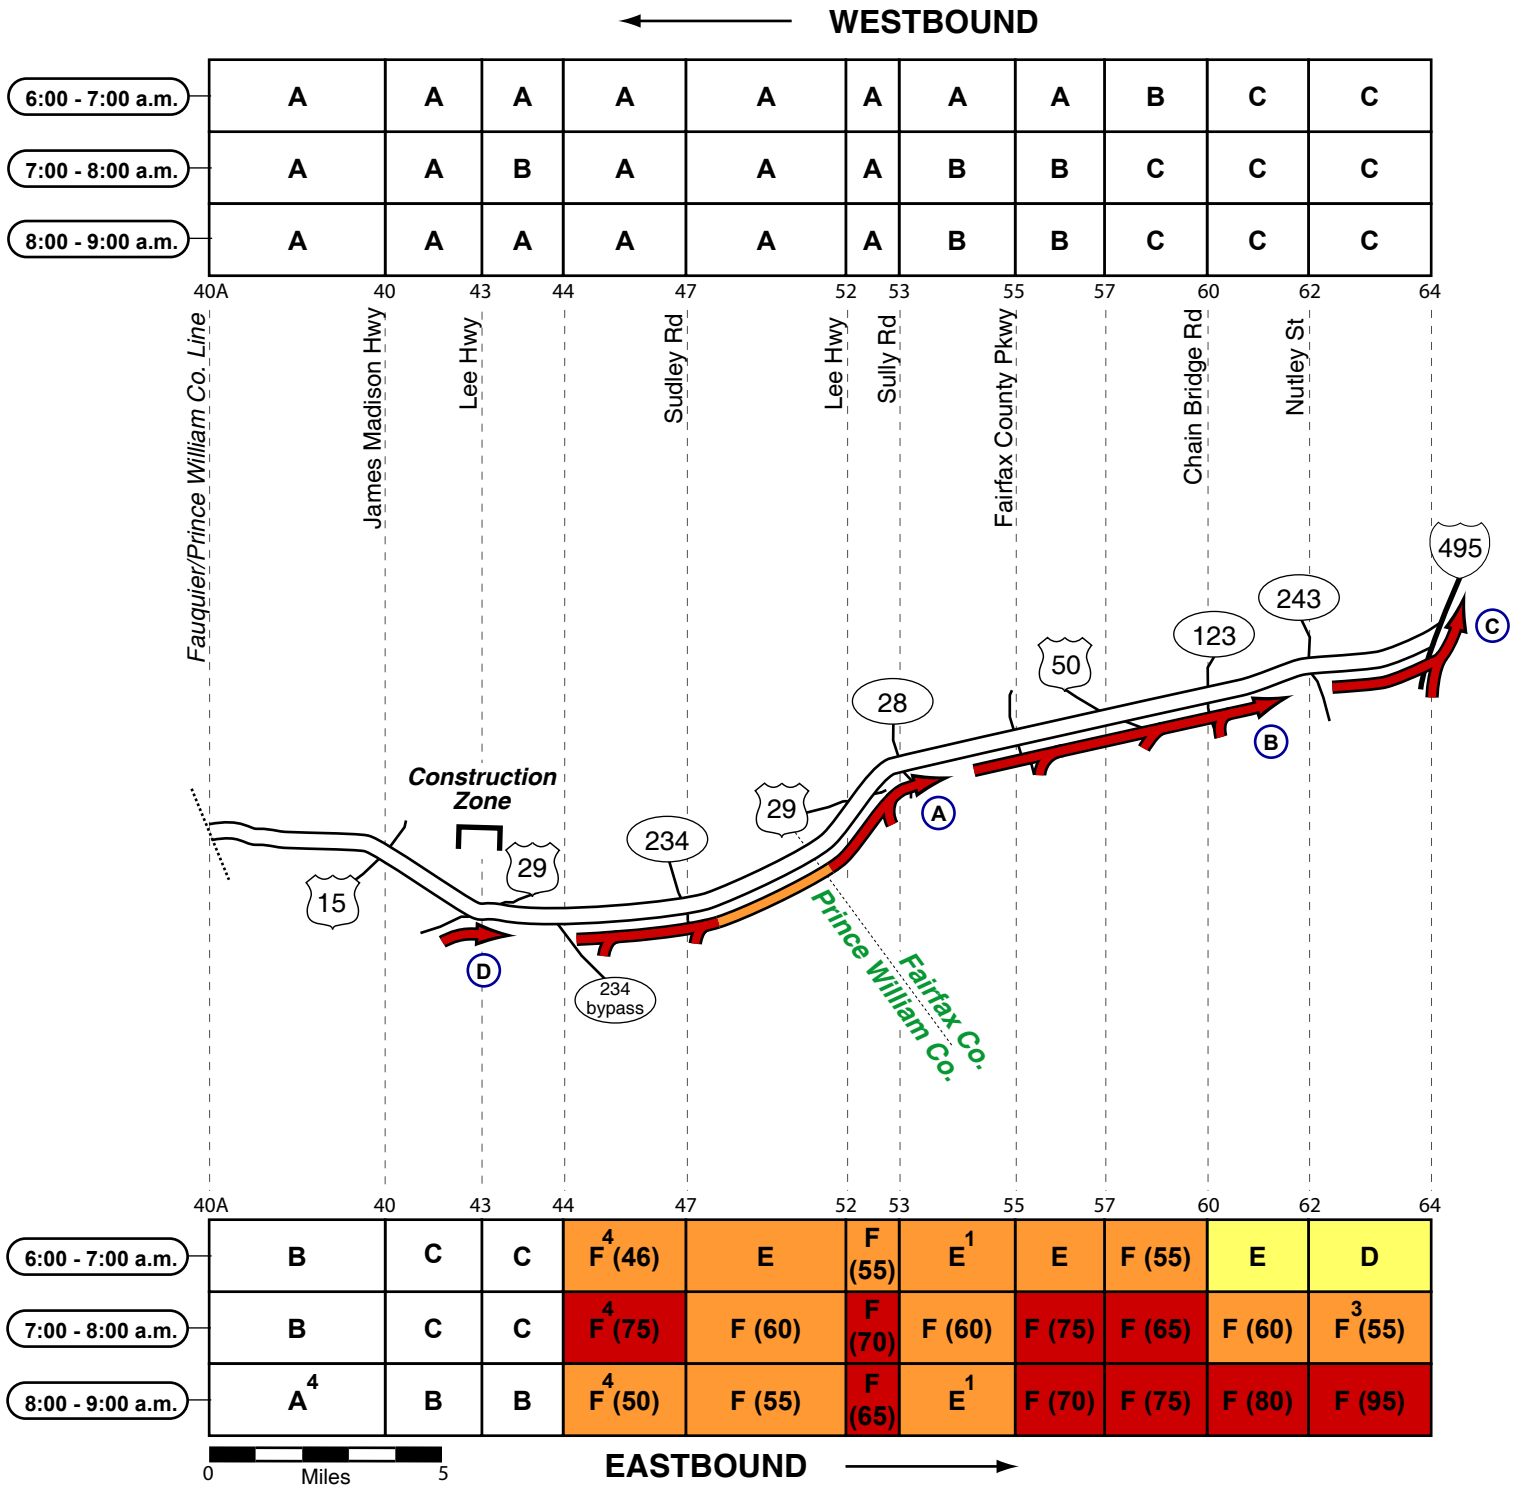 WESTBOUND
6:00 - 7:00 a.m. A A A A A A A A B C C
7:00 - 8:00 a.m. A A B A A A B B C C C
8:00 - 9:00 a.m. A A A A A A B B C C C
40A 40 43 44 47 52 53 55 57 60 62 64
Fauquier/Prince William Co. Line
James Madison Hwy
Lee Hwy
Sudley Rd
Lee Hwy
Sully Rd
Fairfax County Pkwy
Chain Bridge Rd
Nutley St
495
243
C
123
50
28
B
Construction
Zone
29
A
234
29
15
D
234
bypass
Prince William Co.
Fairfax Co.
40A 40 43 44 47 52 53 55 57 60 62 64
6:00 - 7:00 a.m. B C C F4 (46) E F (55) E1 E F (55) E D
7:00 - 8:00 a.m. B C C F4 (75) F (60) F (70) F (60) F (75) F (65) F (60) F3 (55)
8:00 - 9:00 a.m. A4 B B F4 (50) F (55) F (65) E1 F (70) F (75) F (80) F (95)
0 Miles 5
EASTBOUND